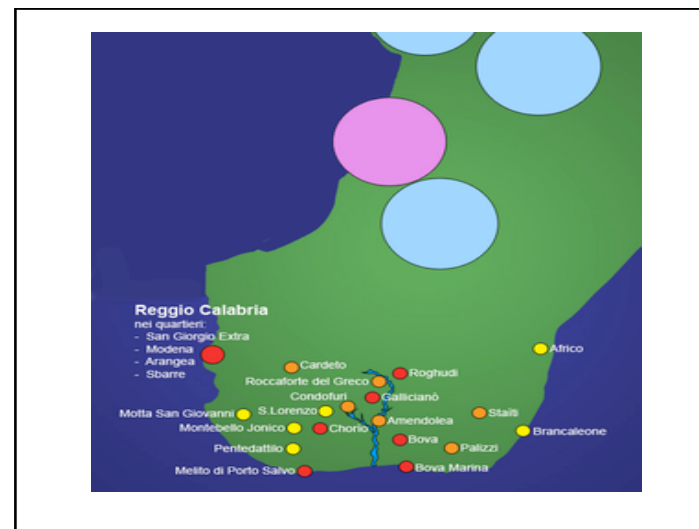 Reggio Calabria
nei quartieri:
- San Giorgio Extra
- Modena
- Arangea
- Sbarre
Africo
Cardeto
Roghudi
Roccaforte del Greco
Condofuri
Gallicianò
Motta San Giovanni
S.Lorenzo
Staiti
Amendolea
Montebello Jonico
Chorio
Brancaleone
Bova
Pentedattilo
Palizzi
Melito di Porto Salvo
Bova Marina